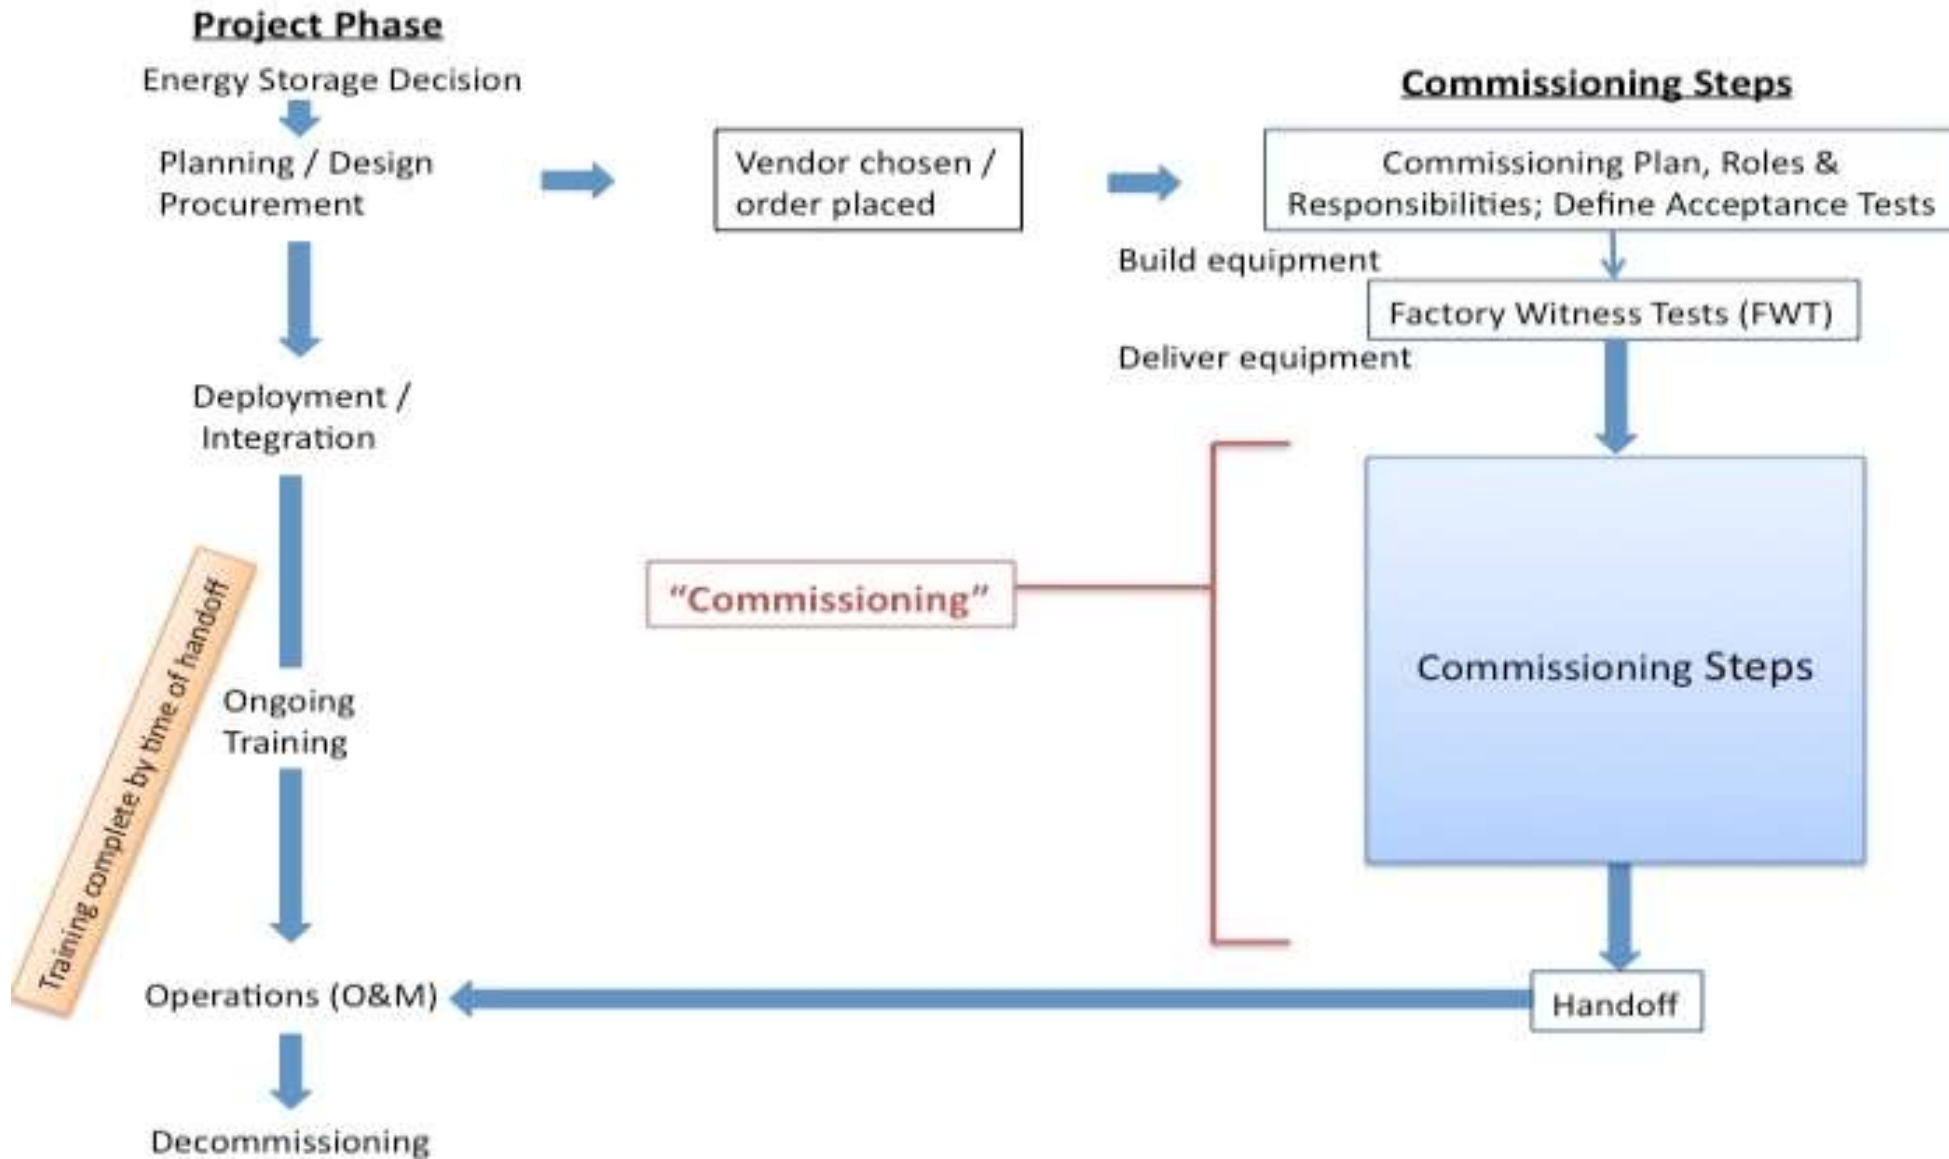 Project Phase
Energy Storage Decision
Planning / Design
Procurement
Deployment /
Integration
Training complete by time of handoff
Ongoing
Training
Operations (O&M)
Decommissioning
Vendor chosen /
order placed
"Commissioning"
Commissioning Steps
Commissioning Plan, Roles &
Responsibilities; Define Acceptance Tests
Build equipment
Factory Witness Tests (FWT)
Deliver equipment
Commissioning Steps
Handoff